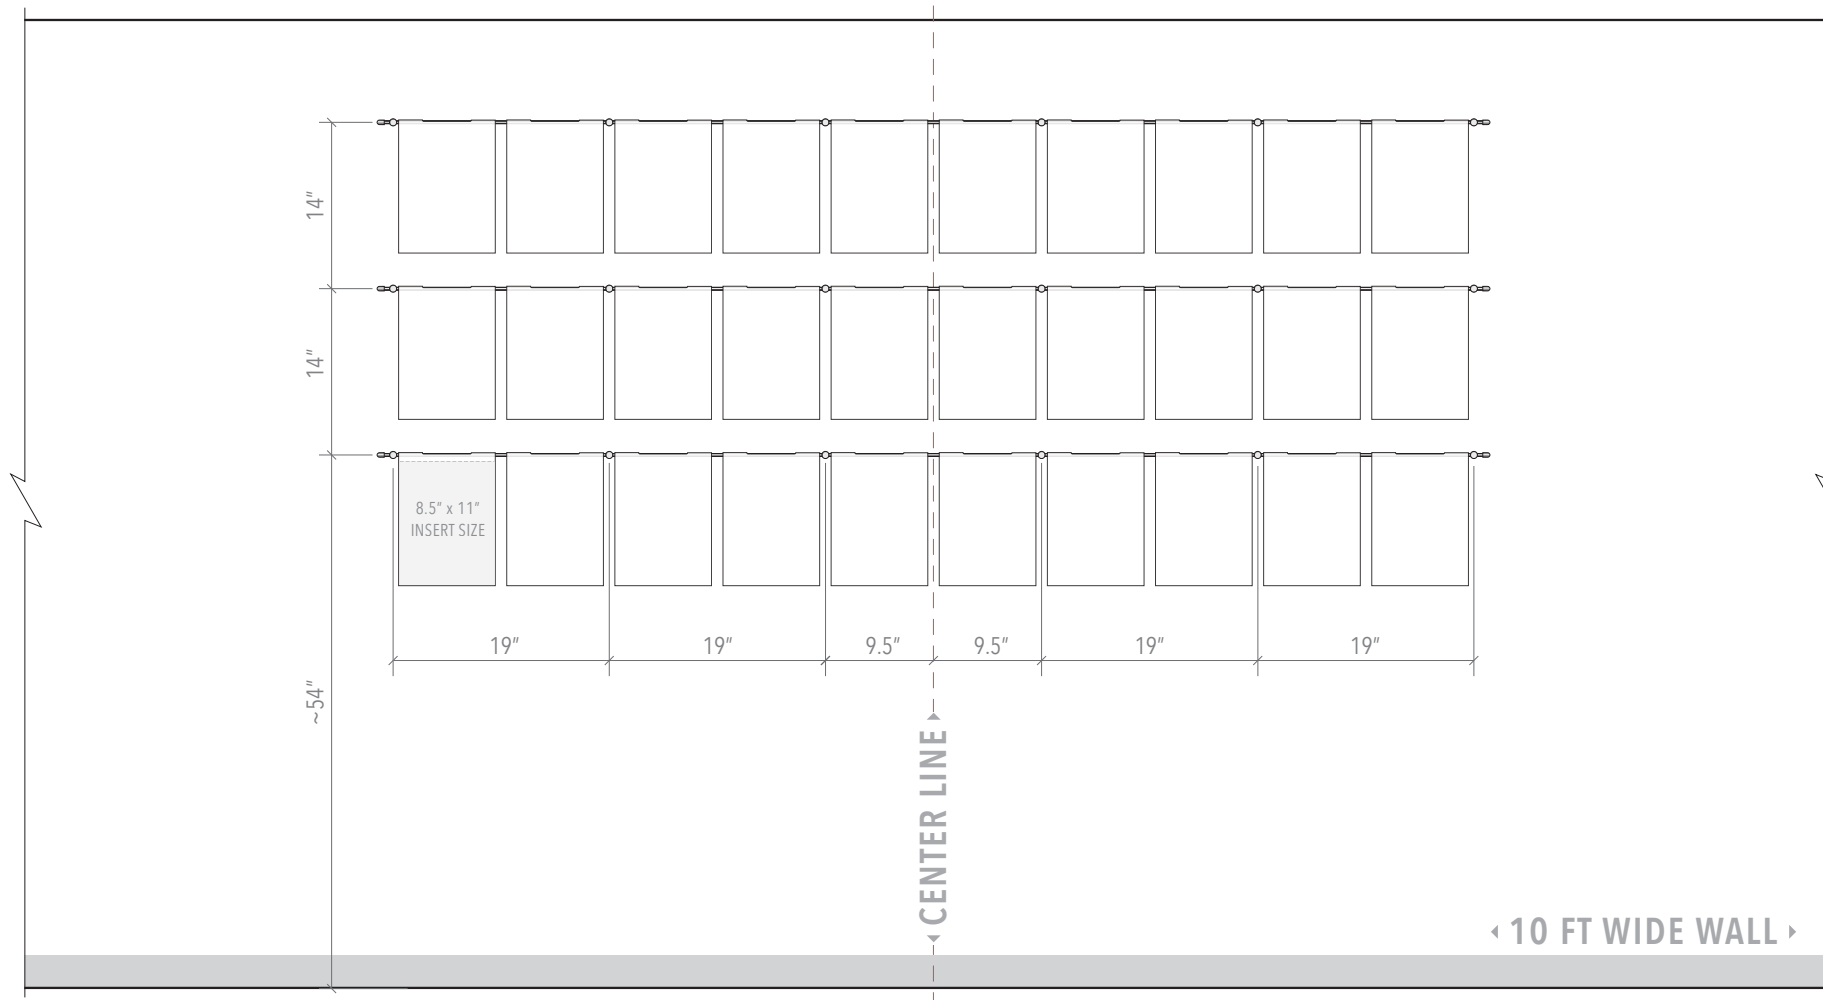 14"
14"
8.5" x 11"
INSERT SIZE
19"
19"
9.5"
9.5"
19"
19"
~54"
CENTER LINE
10 FT WIDE WALL